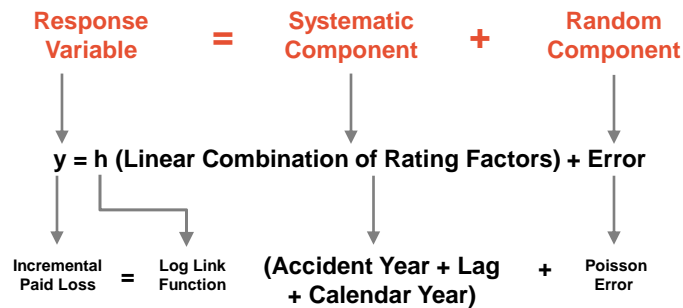 Response Variable = Systematic Component + Random Component
y = h (Linear Combination of Rating Factors) + Error
Incremental Paid Loss = Log Link Function (Accident Year + Lag + Calendar Year) + Poisson Error